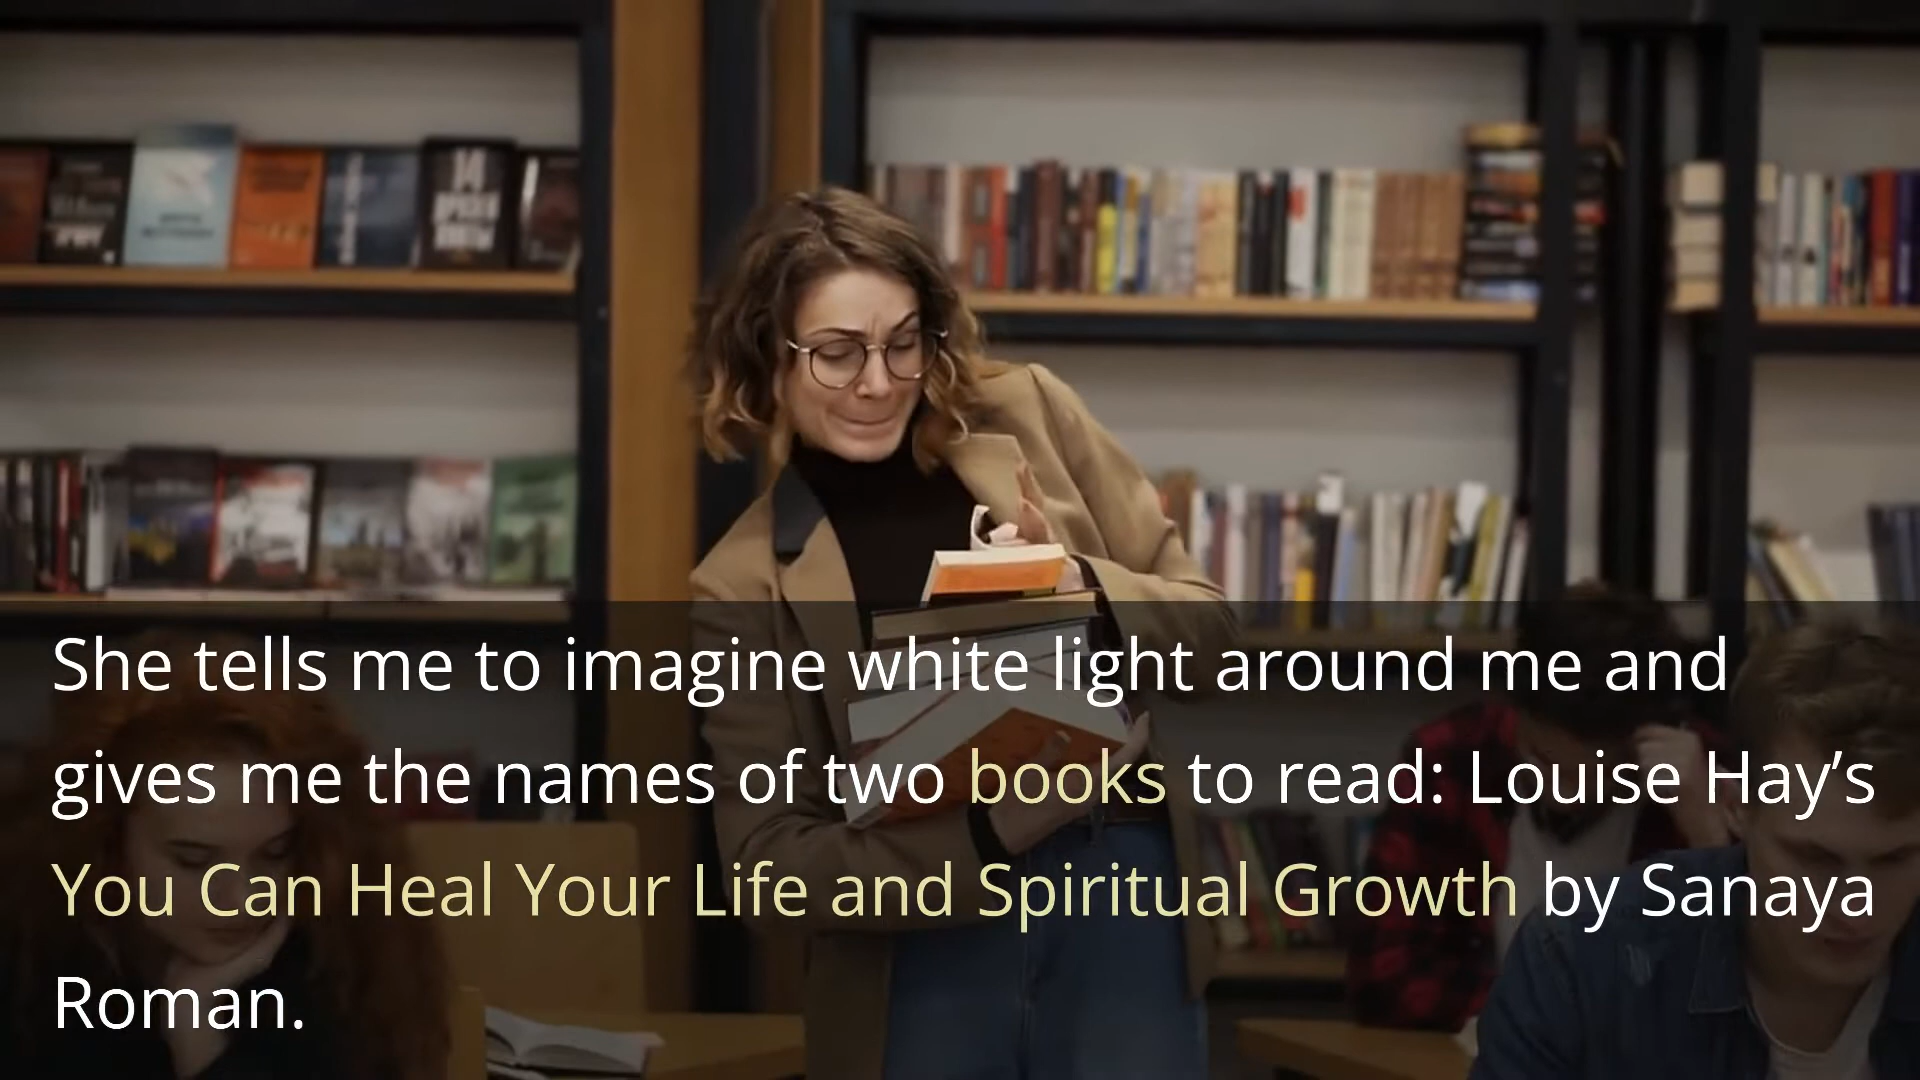 She tells me to imagine white light around me and
gives me the names of two books to read: Louise Hay’s
You Can Heal Your Life and Spiritual Growth by Sanaya
Roman.